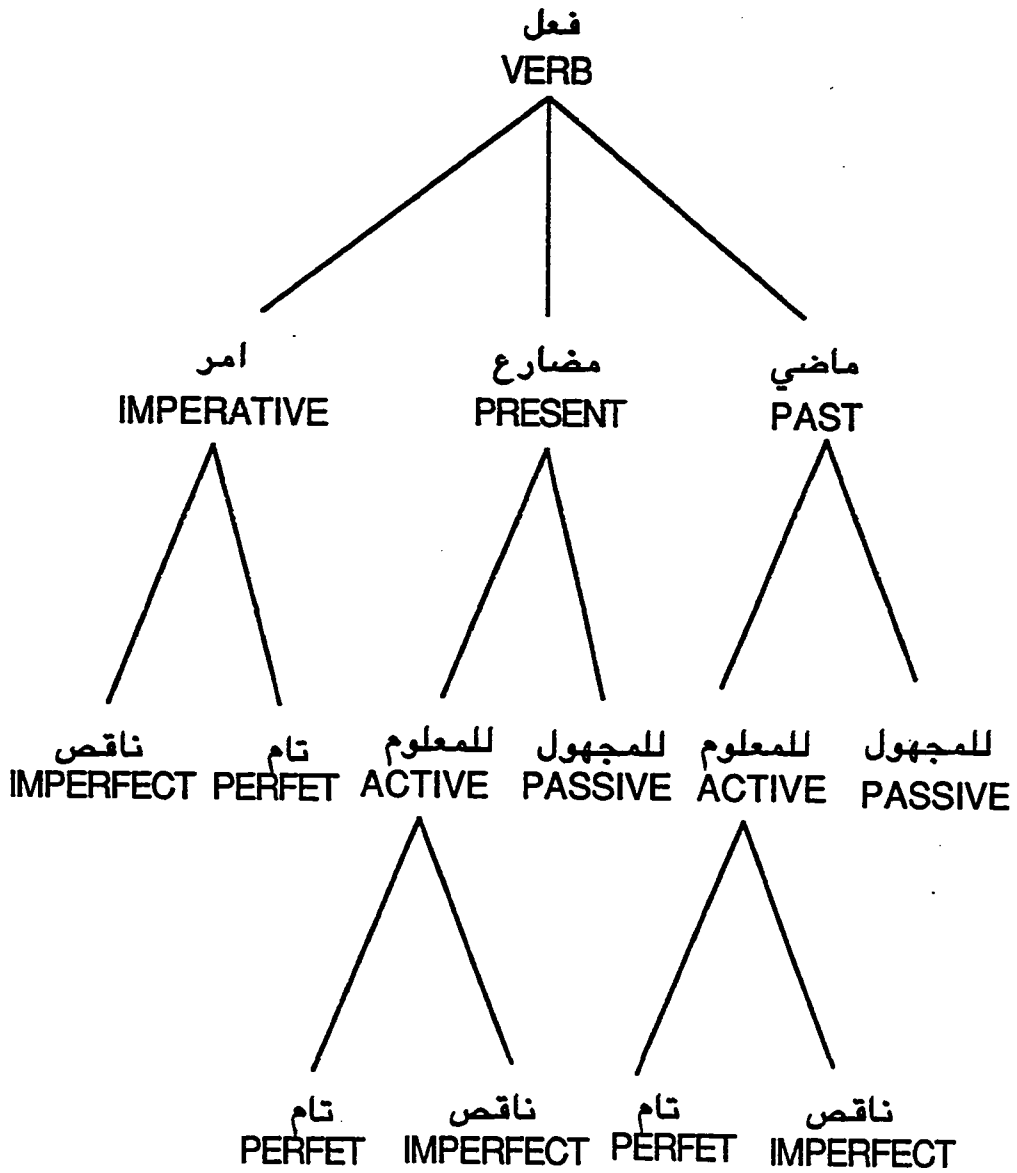 فعل
VERB
امر مضارع ماضي
IMPERATIVE PRESENT PAST
ناقص تام للمعلوم للمجهول للمعلوم للمجهول
IMPERFECT PERFET ACTIVE PASSIVE ACTIVE PASSIVE
تام ناقص تام ناقص
PERFET IMPERFECT PERFET IMPERFECT